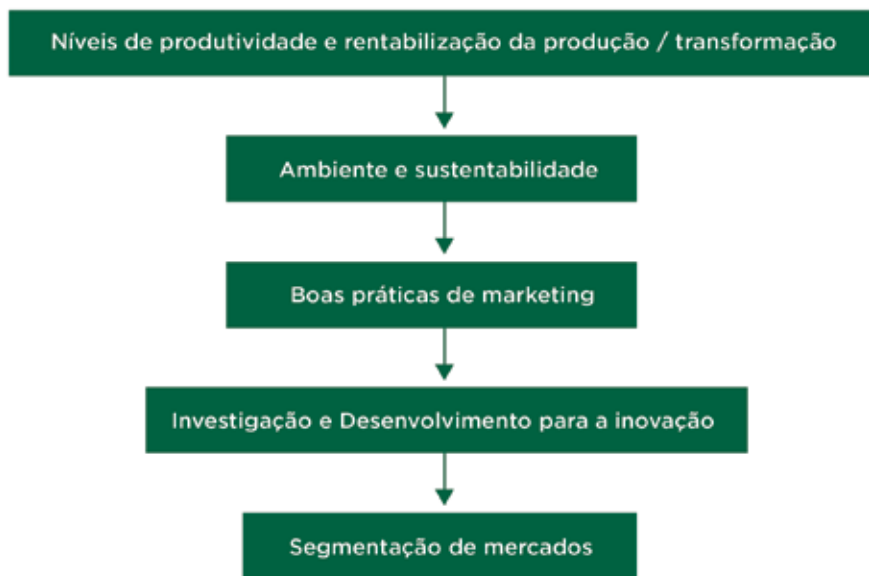 Níveis de produtividade e rentabilização da produção / transformação
Ambiente e sustentabilidade
Boas práticas de marketing
Investigação e Desenvolvimento para a inovação
Segmentação de mercados